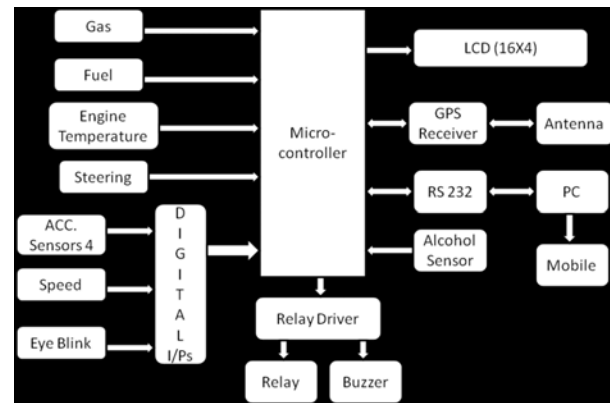 Gas
Fuel
Engine
Temperature
Steering
ACC.
Sensors 4
Speed
Eye Blink
D
I
G
I
T
A
L
I/Ps
Micro-
controller
LCD (16X4)
GPS
Receiver
Antenna
RS 232
PC
Alcohol
Sensor
Mobile
Relay Driver
Relay
Buzzer